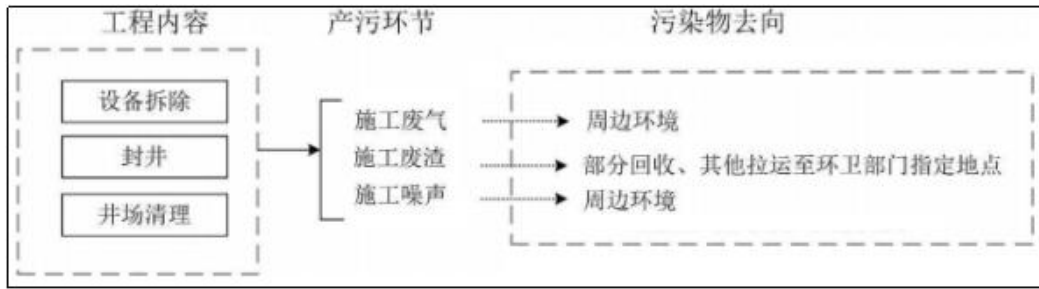 工程内容 产污环节 污染物去向
设备拆除
封井
井场清理
施工废气 周边环境
施工废渣 部分回收、其他拉运至环卫部门指定地点
施工噪声 周边环境